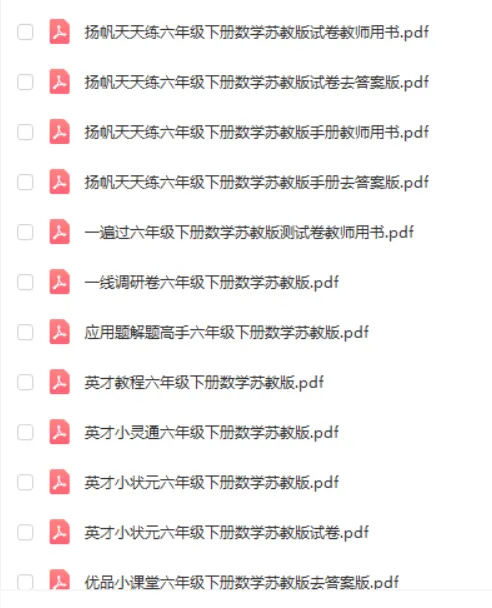 扬帆天天练六年级下册数学苏教版试卷教师用书.pdf
扬帆天天练六年级下册数学苏教版试卷去答案版.pdf
扬帆天天练六年级下册数学苏教版手册教师用书.pdf
扬帆天天练六年级下册数学苏教版手册去答案版.pdf
一遍过六年级下册数学苏教版测试卷教师用书.pdf
一线调研卷六年级下册数学苏教版.pdf
应用题解题高手六年级下册数学苏教版.pdf
英才教程六年级下册数学苏教版.pdf
英才小灵通六年级下册数学苏教版.pdf
英才小状元六年级下册数学苏教版.pdf
英才小状元六年级下册数学苏教版试卷.pdf
优品小课堂六年级下册数学苏教版去答案版.pdf